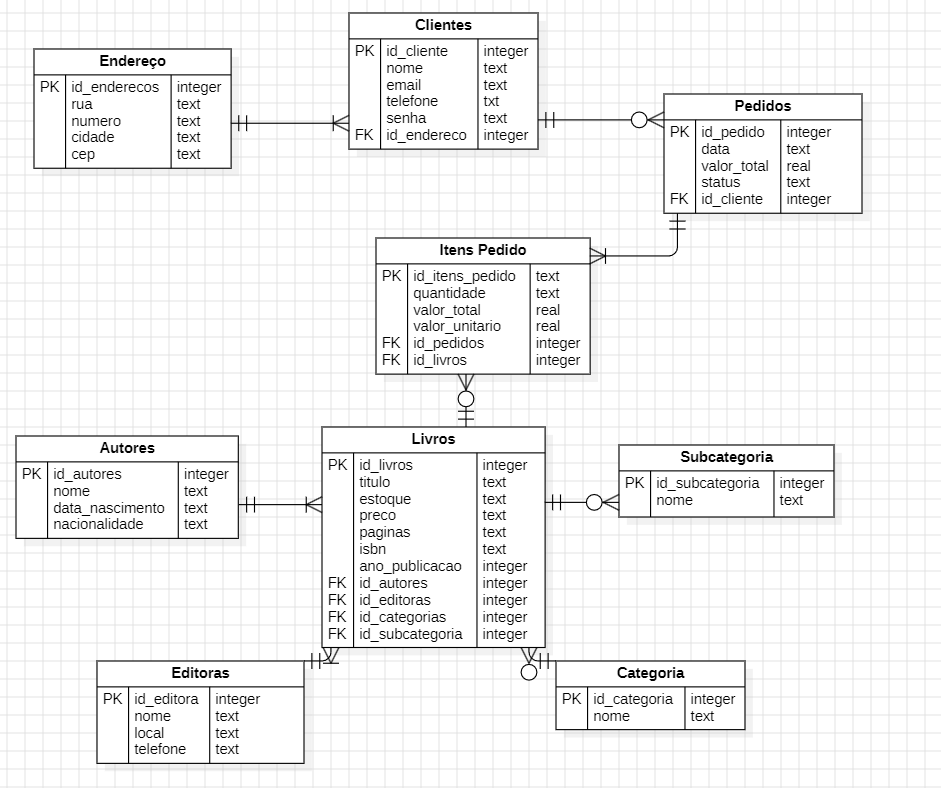 Clientes
PK id_cliente integer
nome text
email text
telefone txt
senha text
FK id_endereco integer
Endereço
PK id_enderecos integer
rua text
numero text
cidade text
cep text
Pedidos
PK id_pedido integer
data text
valor_total real
status text
FK id_cliente integer
Itens Pedido
PK id_itens_pedido text
quantidade text
valor_total real
valor_unitario real
FK id_pedidos integer
FK id_livros integer
Livros
PK id_livros integer
titulo text
estoque text
preco text
paginas text
isbn text
ano_publicacao integer
FK id_autores integer
FK id_editoras integer
FK id_categorias integer
FK id_subcategoria integer
Autores
PK id_autores integer
nome text
data_nascimento text
nacionalidade text
Subcategoria
PK id_subcategoria integer
nome text
Editoras
PK id_editora integer
nome text
local text
telefone text
Categoria
PK id_categoria integer
nome text